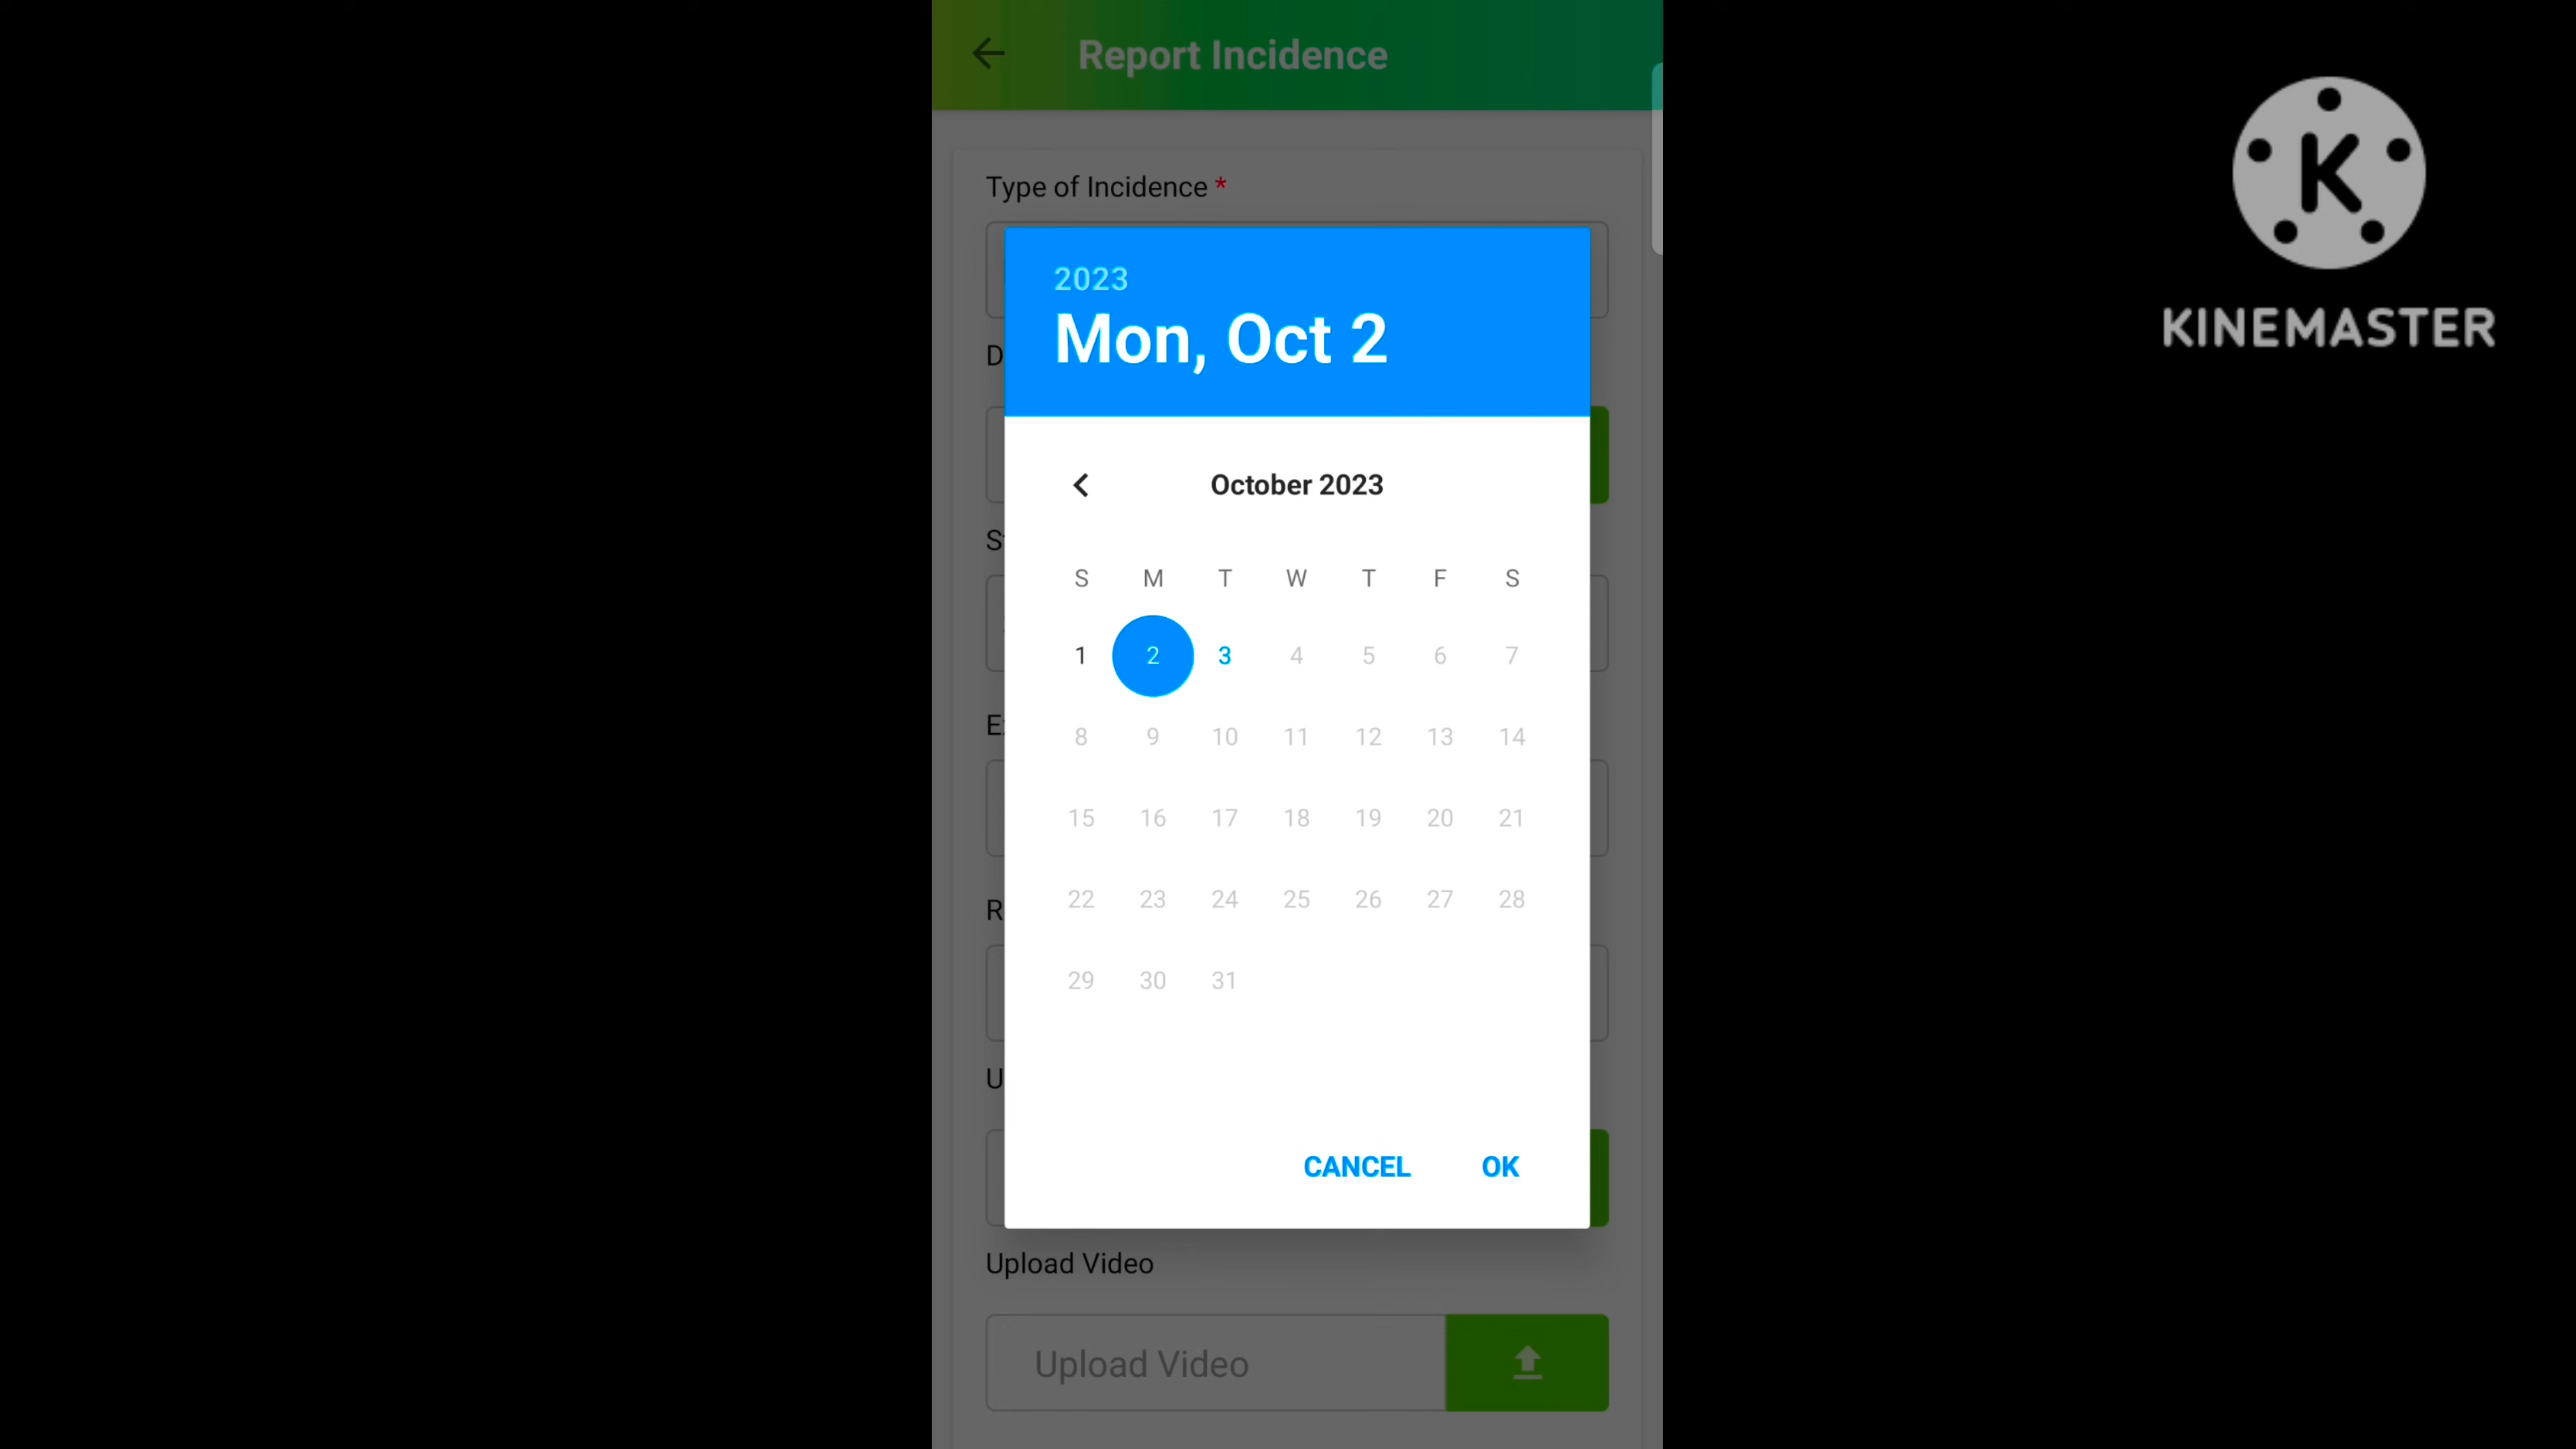 Report Incidence
Type of Incidence *
2023
Mon, Oct 2
October 2023
S M T W T F S
1 2 3 4 5 6 7
8 9 10 11 12 13 14
15 16 17 18 19 20 21
22 23 24 25 26 27 28
29 30 31
CANCEL OK
Upload Video
Upload Video
K
KINEMASTER